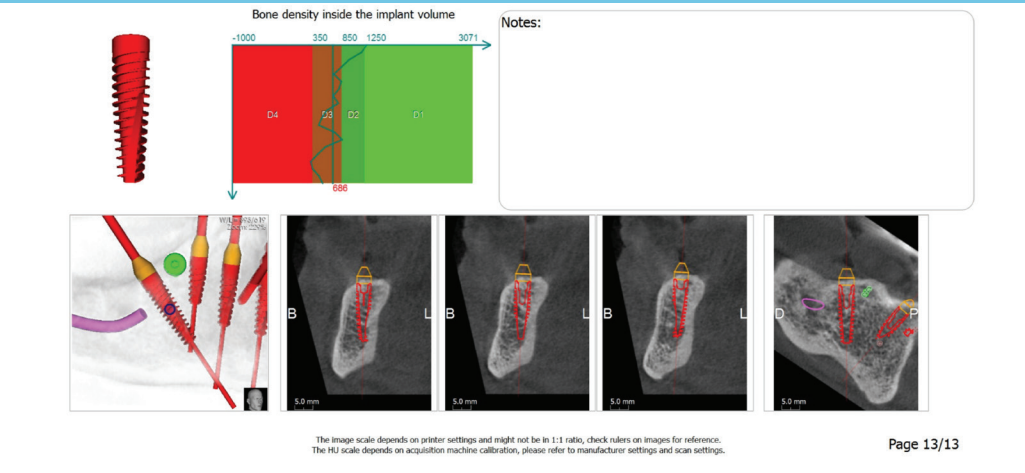 Bone density inside the implant volume
Notes:
-1000 350 850 1250 3071
D4 D3 D2 D1
686
B L B L B L D P
5.0 mm 5.0 mm 5.0 mm 5.0 mm
The image scale depends on printer settings and might not be in 1:1 ratio, check rulers on images for reference.
The HU scale depends on acquisition machine calibration, please refer to manufacturer settings and scan settings.
Page 13/13